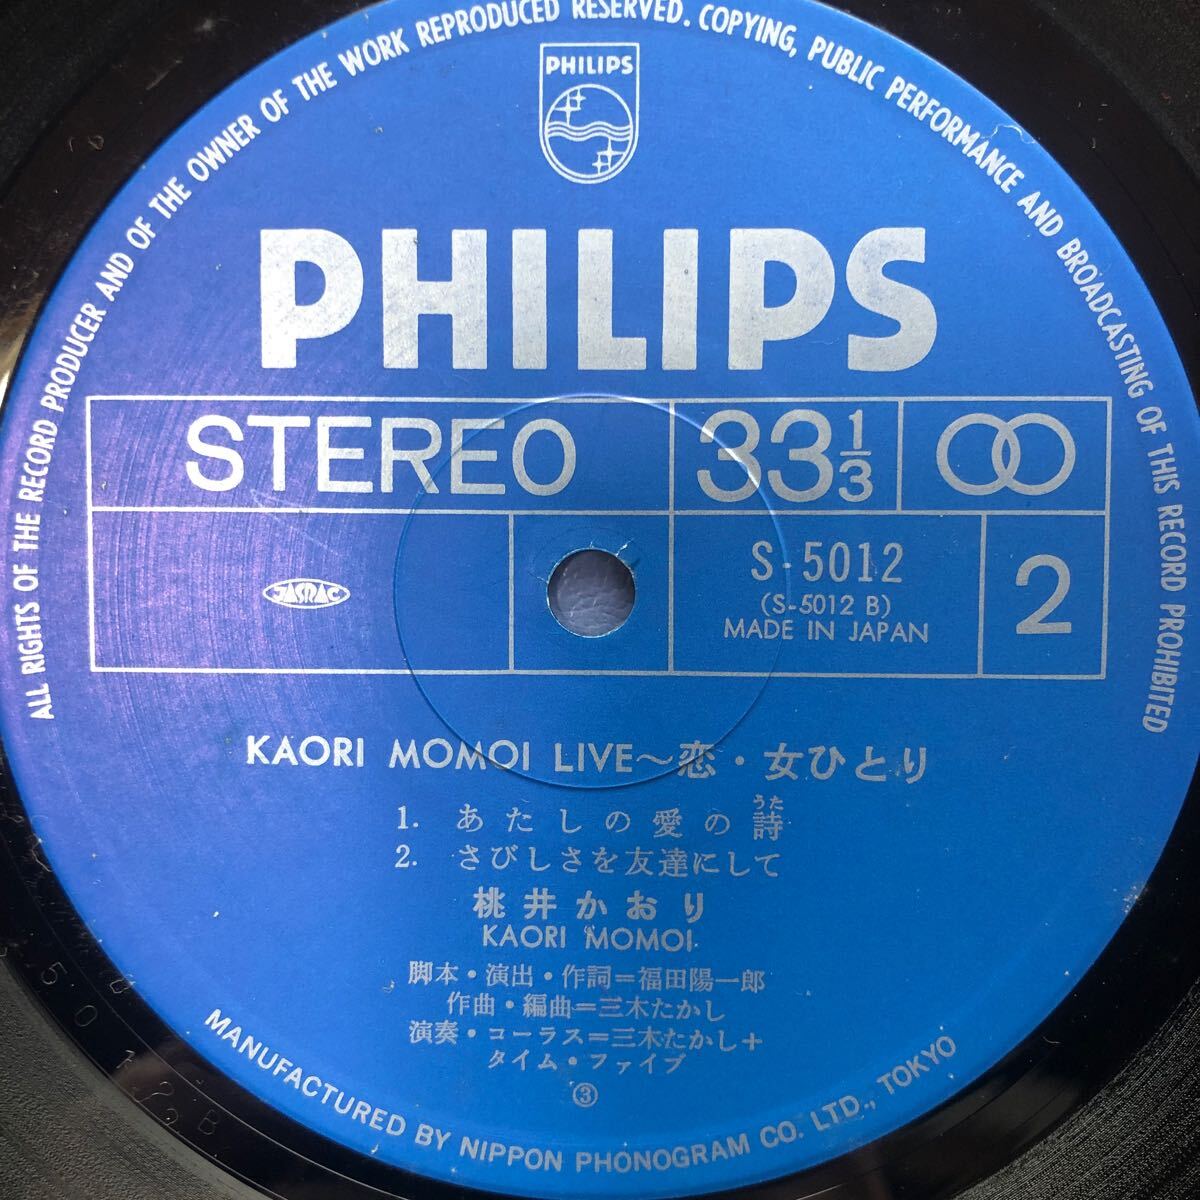 ALL RIGHTS OF THE RECORD PRODUCER AND OF THE OWNER OF THE WORK REPRODUCED RESERVED. COPYING, PUBLIC PERFORMANCE AND BROADCASTING OF THIS RECORD PROHIBITED
PHILIPS
PHILIPS
STEREO
33 1/3
JASRAC
S-5012
(S-5012 B)
MADE IN JAPAN
2
KAORI MOMOI LIVE〜恋・女ひとり
うた
1. あたしの愛の詩
2. さびしさを友達にして
桃井かおり
KAORI MOMOI
脚本・演出・作詞=福田陽一郎
作曲・編曲=三木たかし
演奏・コーラス=三木たかし+
タイム・ファイブ
③
MANUFACTURED BY NIPPON PHONOGRAM CO. LTD., TOKYO